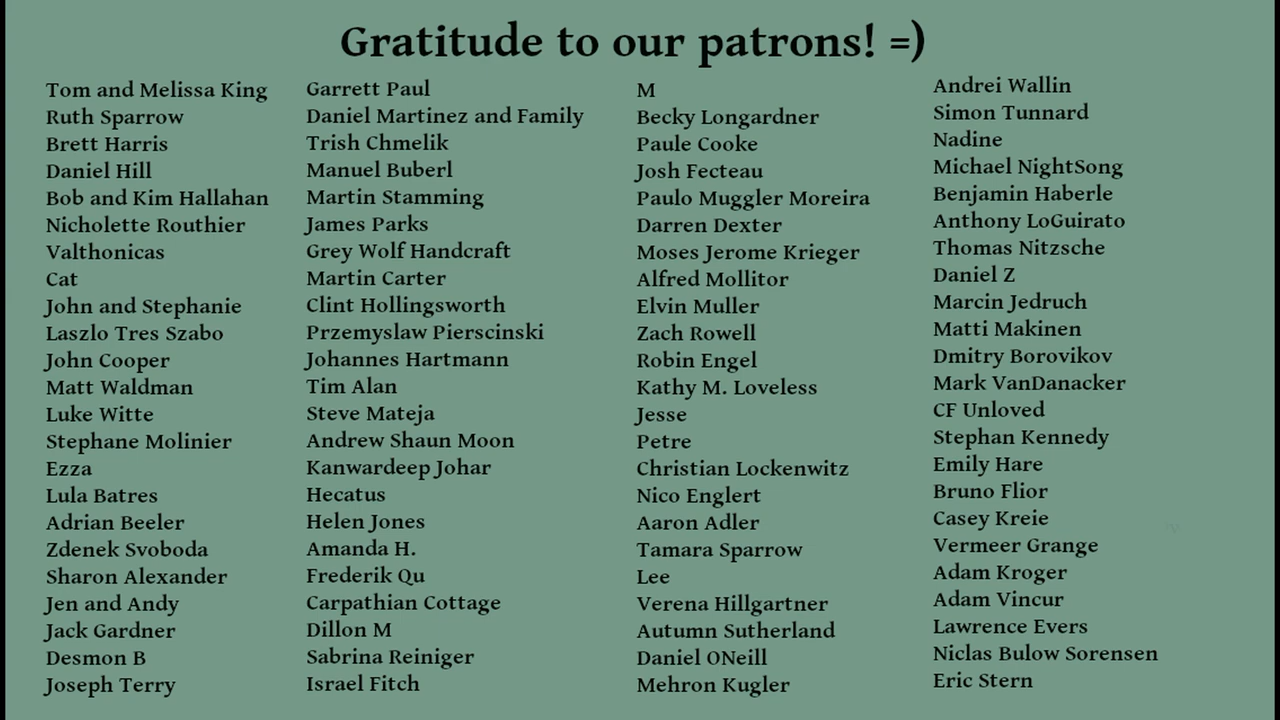 Gratitude to our patrons! =)
Tom and Melissa King
Ruth Sparrow
Brett Harris
Daniel Hill
Bob and Kim Hallahan
Nicholette Routhier
Valthonicas
Cat
John and Stephanie
Laszlo Tres Szabo
John Cooper
Matt Waldman
Luke Witte
Stephane Molinier
Ezza
Lula Batres
Adrian Beeler
Zdenek Svoboda
Sharon Alexander
Jen and Andy
Jack Gardner
Desmon B
Joseph Terry
Garrett Paul
Daniel Martinez and Family
Trish Chmelik
Manuel Buberl
Martin Stamming
James Parks
Grey Wolf Handcraft
Martin Carter
Clint Hollingsworth
Przemyslaw Pierscinski
Johannes Hartmann
Tim Alan
Steve Mateja
Andrew Shaun Moon
Kanwardeep Johar
Hecatus
Helen Jones
Amanda H.
Frederik Qu
Carpathian Cottage
Dillon M
Sabrina Reiniger
Israel Fitch
M
Becky Longardner
Paule Cooke
Josh Fecteau
Paulo Muggler Moreira
Darren Dexter
Moses Jerome Krieger
Alfred Mollitor
Elvin Muller
Zach Rowell
Robin Engel
Kathy M. Loveless
Jesse
Petre
Christian Lockenwitz
Nico Englert
Aaron Adler
Tamara Sparrow
Lee
Verena Hillgartner
Autumn Sutherland
Daniel ONeill
Mehron Kugler
Andrei Wallin
Simon Tunnard
Nadine
Michael NightSong
Benjamin Haberle
Anthony LoGuirato
Thomas Nitzsche
Daniel Z
Marcin Jedruch
Matti Makinen
Dmitry Borovikov
Mark VanDanacker
CF Unloved
Stephan Kennedy
Emily Hare
Bruno Flior
Casey Kreie
Vermeer Grange
Adam Kroger
Adam Vincur
Lawrence Evers
Niclas Bulow Sorensen
Eric Stern